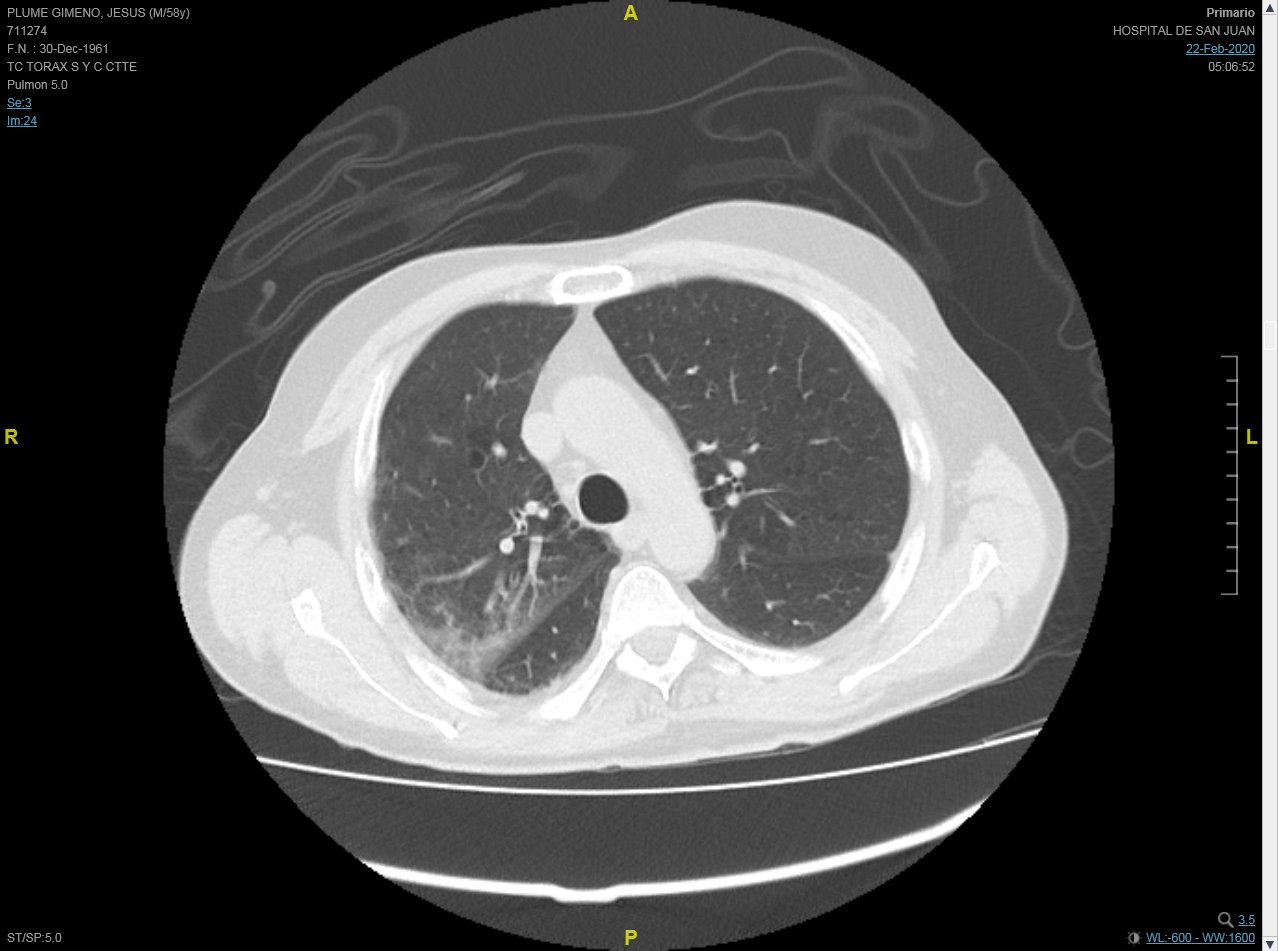 PLUME GIMENO, JESUS (M/58y)
711274
F.N. : 30-Dec-1961
TC TORAX S Y C CTTE
Pulmon 5.0
Se:3
Im:24
A
Primario
HOSPITAL DE SAN JUAN
22-Feb-2020
05:06:52
R
L
ST/SP:5.0
P
3.5
WL:-600 - WW:1600